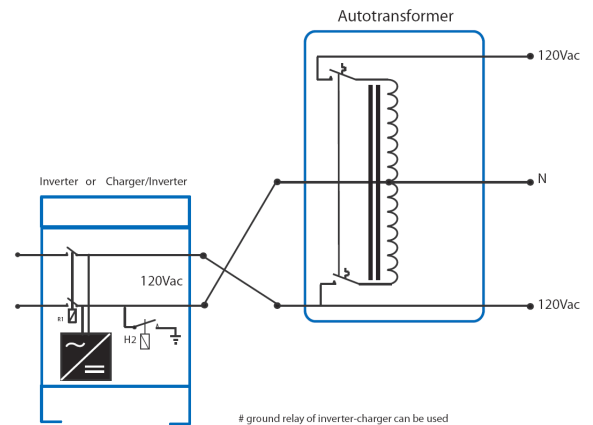 Autotransformer
120Vac
Inverter or Charger/Inverter
N
120Vac
R1
H2
120Vac
# ground relay of inverter-charger can be used